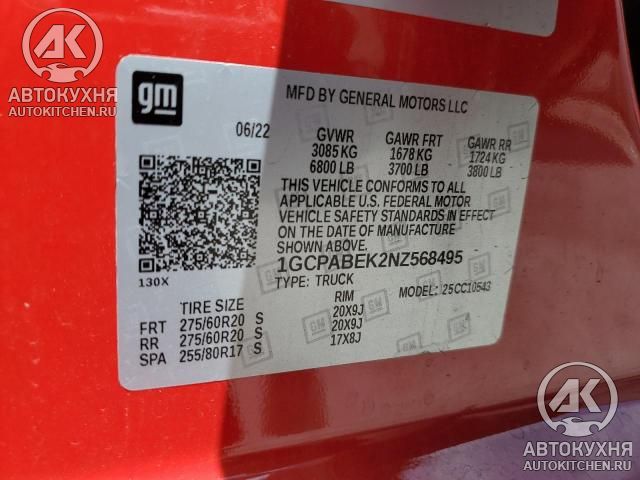 АВТОКУХНЯ
AUTOKITCHEN.RU
gm
MFD BY GENERAL MOTORS LLC
06/22 GVWR GAWR FRT GAWR RR
3085 KG 1678 KG 1724 KG
6800 LB 3700 LB 3800 LB
THIS VEHICLE CONFORMS TO ALL
APPLICABLE U.S. FEDERAL MOTOR
VEHICLE SAFETY STANDARDS IN EFFECT
ON THE DATE OF MANUFACTURE
SHOWN ABOVE.
1GCPABEK2NZ568495
130X TYPE: TRUCK MODEL: 25CC10543
TIRE SIZE RIM
FRT 275/60R20 S 20X9J
RR 275/60R20 S 20X9J
SPA 255/80R17 S 17X8J
АВТОКУХНЯ
AUTOKITCHEN.RU